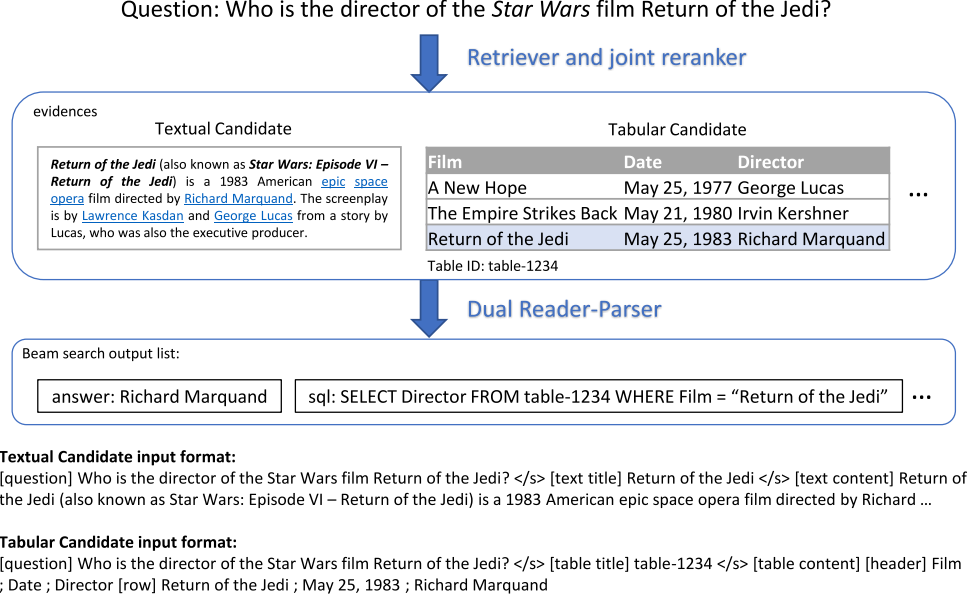 Question: Who is the director of the Star Wars film Return of the Jedi?
Retriever and joint reranker
evidences
Textual Candidate
Return of the Jedi (also known as Star Wars: Episode VI –
Return of the Jedi) is a 1983 American epic space
opera film directed by Richard Marquand. The screenplay
is by Lawrence Kasdan and George Lucas from a story by
Lucas, who was also the executive producer.
Tabular Candidate
Film Date Director
A New Hope May 25, 1977 George Lucas
The Empire Strikes Back May 21, 1980 Irvin Kershner
Return of the Jedi May 25, 1983 Richard Marquand
Table ID: table-1234
...
Dual Reader-Parser
Beam search output list:
answer: Richard Marquand
sql: SELECT Director FROM table-1234 WHERE Film = “Return of the Jedi”
...
Textual Candidate input format:
[question] Who is the director of the Star Wars film Return of the Jedi? </s> [text title] Return of the Jedi </s> [text content] Return of
the Jedi (also known as Star Wars: Episode VI – Return of the Jedi) is a 1983 American epic space opera film directed by Richard ...
Tabular Candidate input format:
[question] Who is the director of the Star Wars film Return of the Jedi? </s> [table title] table-1234 </s> [table content] [header] Film
; Date ; Director [row] Return of the Jedi ; May 25, 1983 ; Richard Marquand